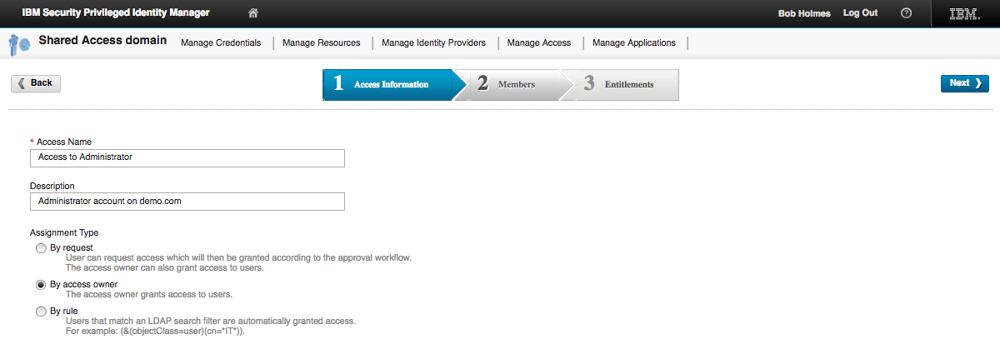 IBM Security Privileged Identity Manager
Bob Holmes
Log Out
?
IBM.
Shared Access domain
Manage Credentials
Manage Resources
Manage Identity Providers
Manage Access
Manage Applications
Back
1 Access Information
2 Members
3 Entitlements
Next
* Access Name
Access to Administrator
Description
Administrator account on demo.com
Assignment Type
By request
User can request access which will then be granted according to the approval workflow.
The access owner can also grant access to users.
By access owner
The access owner grants access to users.
By rule
Users that match an LDAP search filter are automatically granted access.
For example: (&(objectClass=user)(cn=*IT*)).